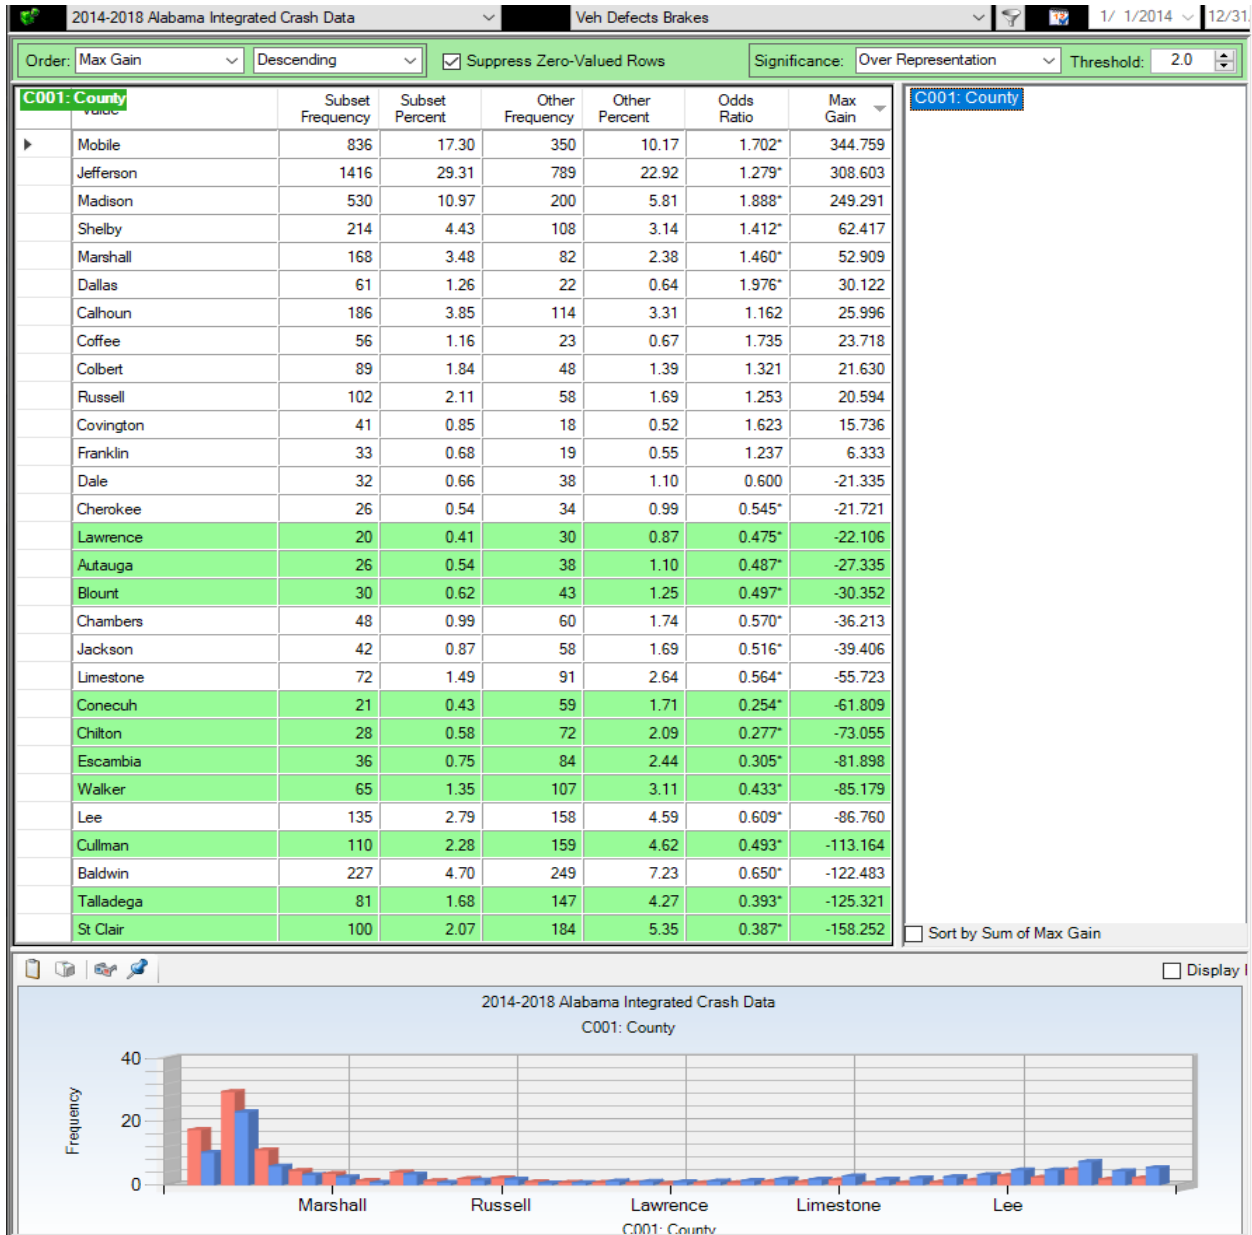 2014-2018 Alabama Integrated Crash Data Veh Defects Brakes 1/ 1/2014 12/31
Order: Max Gain Descending Suppress Zero-Valued Rows Significance: Over Representation Threshold: 2.0
C001: County Subset Frequency Subset Percent Other Frequency Other Percent Odds Ratio Max Gain C001: County
Mobile 836 17.30 350 10.17 1.702* 344.759
Jefferson 1416 29.31 789 22.92 1.279* 308.603
Madison 530 10.97 200 5.81 1.888* 249.291
Shelby 214 4.43 108 3.14 1.412* 62.417
Marshall 168 3.48 82 2.38 1.460* 52.909
Dallas 61 1.26 22 0.64 1.976* 30.122
Calhoun 186 3.85 114 3.31 1.162 25.996
Coffee 56 1.16 23 0.67 1.735 23.718
Colbert 89 1.84 48 1.39 1.321 21.630
Russell 102 2.11 58 1.69 1.253 20.594
Covington 41 0.85 18 0.52 1.623 15.736
Franklin 33 0.68 19 0.55 1.237 6.333
Dale 32 0.66 38 1.10 0.600 -21.335
Cherokee 26 0.54 34 0.99 0.545* -21.721
Lawrence 20 0.41 30 0.87 0.475* -22.106
Autauga 26 0.54 38 1.10 0.487* -27.335
Blount 30 0.62 43 1.25 0.497* -30.352
Chambers 48 0.99 60 1.74 0.570* -36.213
Jackson 42 0.87 58 1.69 0.516* -39.406
Limestone 72 1.49 91 2.64 0.564* -55.723
Conecuh 21 0.43 59 1.71 0.254* -61.809
Chilton 28 0.58 72 2.09 0.277* -73.055
Escambia 36 0.75 84 2.44 0.305* -81.898
Walker 65 1.35 107 3.11 0.433* -85.179
Lee 135 2.79 158 4.59 0.609* -86.760
Cullman 110 2.28 159 4.62 0.493* -113.164
Baldwin 227 4.70 249 7.23 0.650* -122.483
Talladega 81 1.68 147 4.27 0.393* -125.321
St Clair 100 2.07 184 5.35 0.387* -158.252
Sort by Sum of Max Gain
Display
2014-2018 Alabama Integrated Crash Data
C001: County
40
20
0
Frequency
Marshall Russell Lawrence Limestone Lee
C001: County